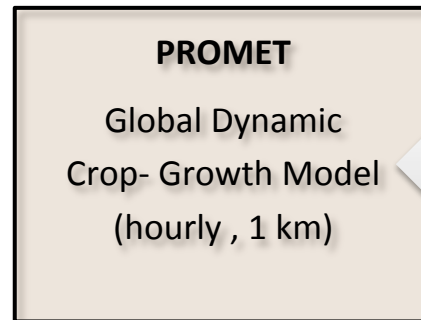 PROMET
Global Dynamic
Crop- Growth Model
(hourly , 1 km)